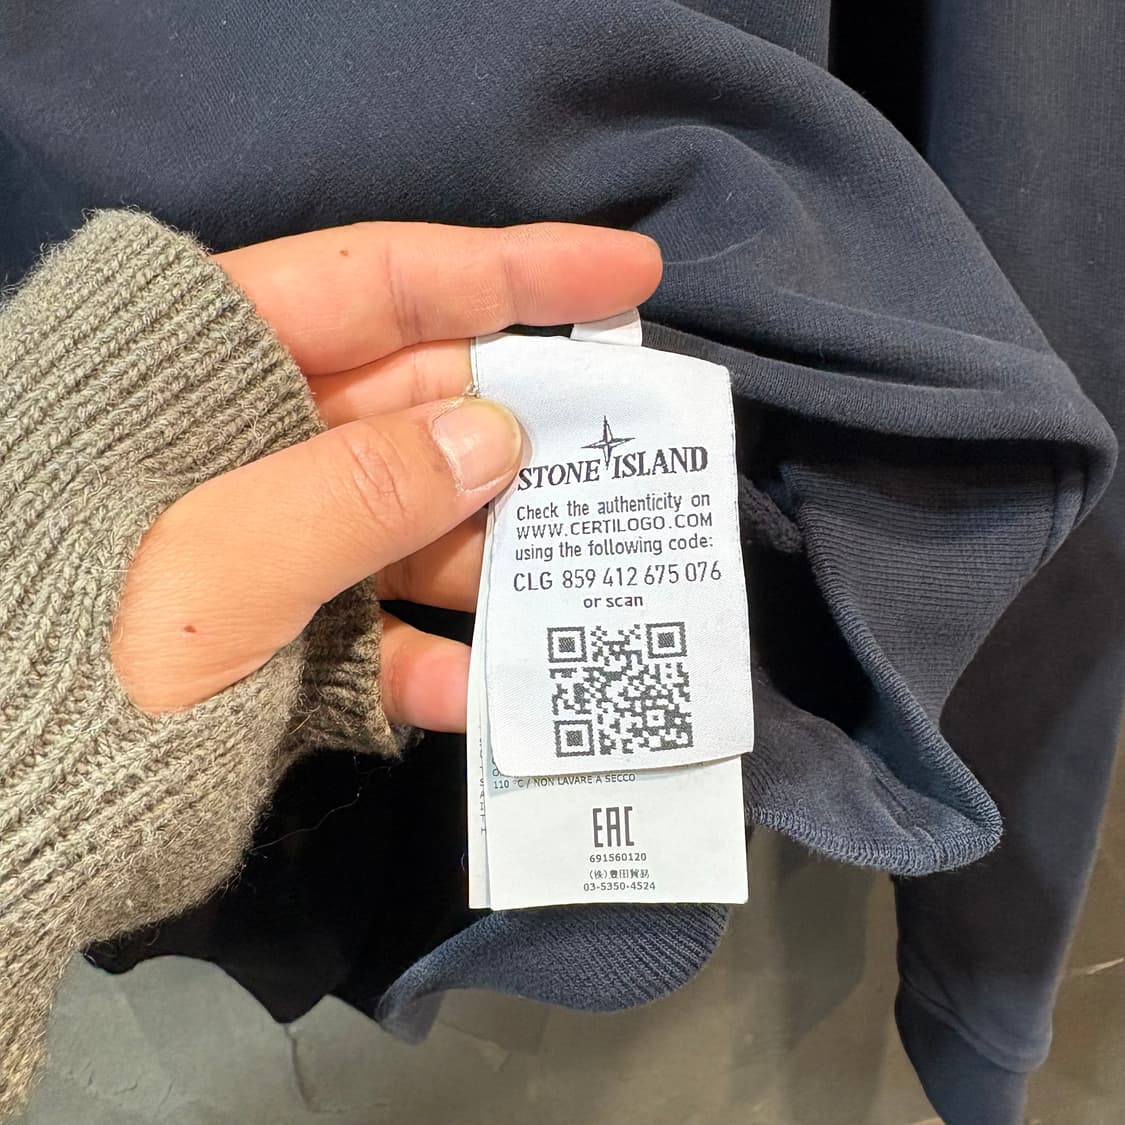 STONE ISLAND
Check the authenticity on
WWW.CERTILOGO.COM
using the following code:
CLG 859 412 675 076
or scan
110 °C / NON LAVARE A SECCO
EAC
691560120
(株)豊田貿易
03-5350-4524